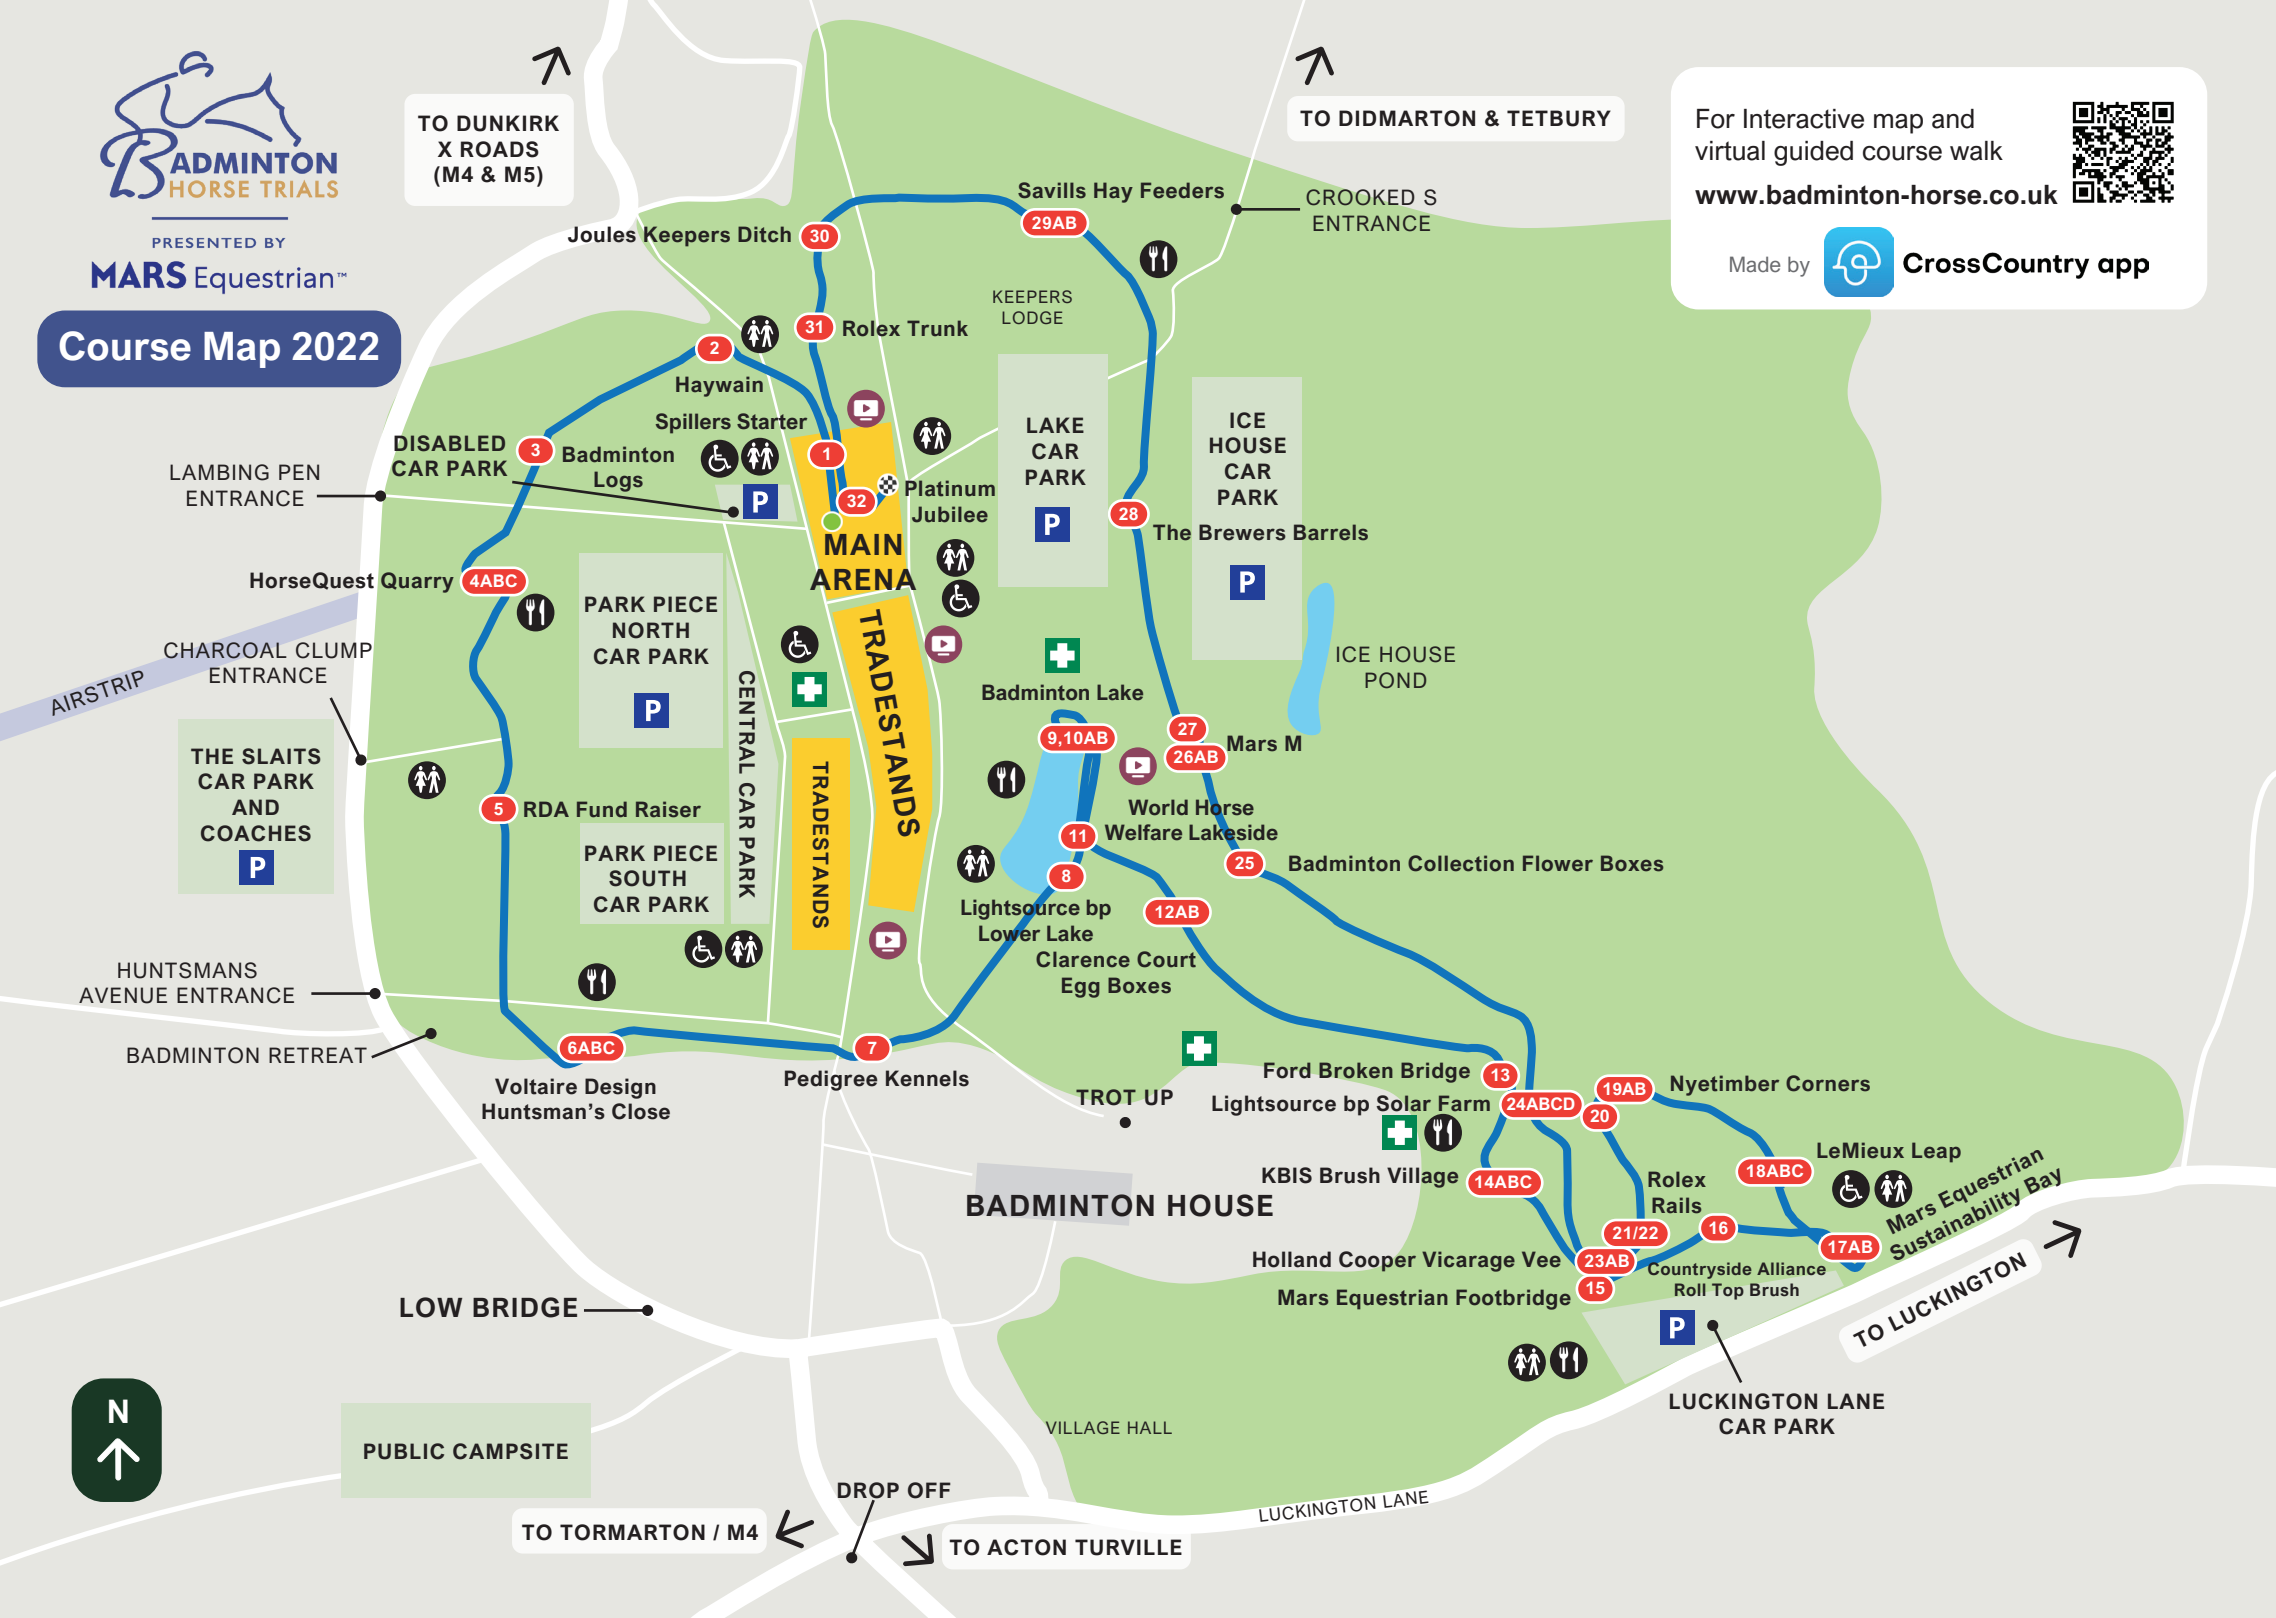 BADMINTON
HORSE TRIALS
PRESENTED BY
MARS Equestrian™
Course Map 2022
TO DUNKIRK
X ROADS
(M4 & M5)
TO DIDMARTON & TETBURY
For Interactive map and
virtual guided course walk
www.badminton-horse.co.uk
Made by
CrossCountry app
Savills Hay Feeders
29AB
CROOKED S
ENTRANCE
Joules Keepers Ditch
30
KEEPERS
LODGE
31
Rolex Trunk
2
Haywain
Spillers Starter
1
DISABLED
CAR PARK
3
Badminton
Logs
LAMBING PEN
ENTRANCE
P
32
Platinum
Jubilee
MAIN
ARENA
LAKE
CAR
PARK
P
ICE
HOUSE
CAR
PARK
P
28
The Brewers Barrels
HorseQuest Quarry
4ABC
PARK PIECE
NORTH
CAR PARK
P
CHARCOAL CLUMP
ENTRANCE
AIRSTRIP
TRADESTANDS
CENTRAL CAR PARK
TRADESTANDS
ICE HOUSE
POND
Badminton Lake
9,10AB
27
26AB
Mars M
THE SLAITS
CAR PARK
AND
COACHES
P
5
RDA Fund Raiser
PARK PIECE
SOUTH
CAR PARK
World Horse
Welfare Lakeside
11
25
Badminton Collection Flower Boxes
8
Lightsource bp
Lower Lake
12AB
Clarence Court
Egg Boxes
HUNTSMANS
AVENUE ENTRANCE
BADMINTON RETREAT
6ABC
Voltaire Design
Huntsman's Close
7
Pedigree Kennels
TROT UP
Ford Broken Bridge
13
Lightsource bp Solar Farm
24ABCD
19AB
Nyetimber Corners
20
LeMieux Leap
18ABC
KBIS Brush Village
14ABC
Rolex
Rails
21/22
16
17AB
Mars Equestrian
Sustainability Bay
BADMINTON HOUSE
Holland Cooper Vicarage Vee
23AB
Countryside Alliance
Roll Top Brush
Mars Equestrian Footbridge
15
P
TO LUCKINGTON
LOW BRIDGE
LUCKINGTON LANE
CAR PARK
N
PUBLIC CAMPSITE
VILLAGE HALL
DROP OFF
LUCKINGTON LANE
TO TORMARTON / M4
TO ACTON TURVILLE